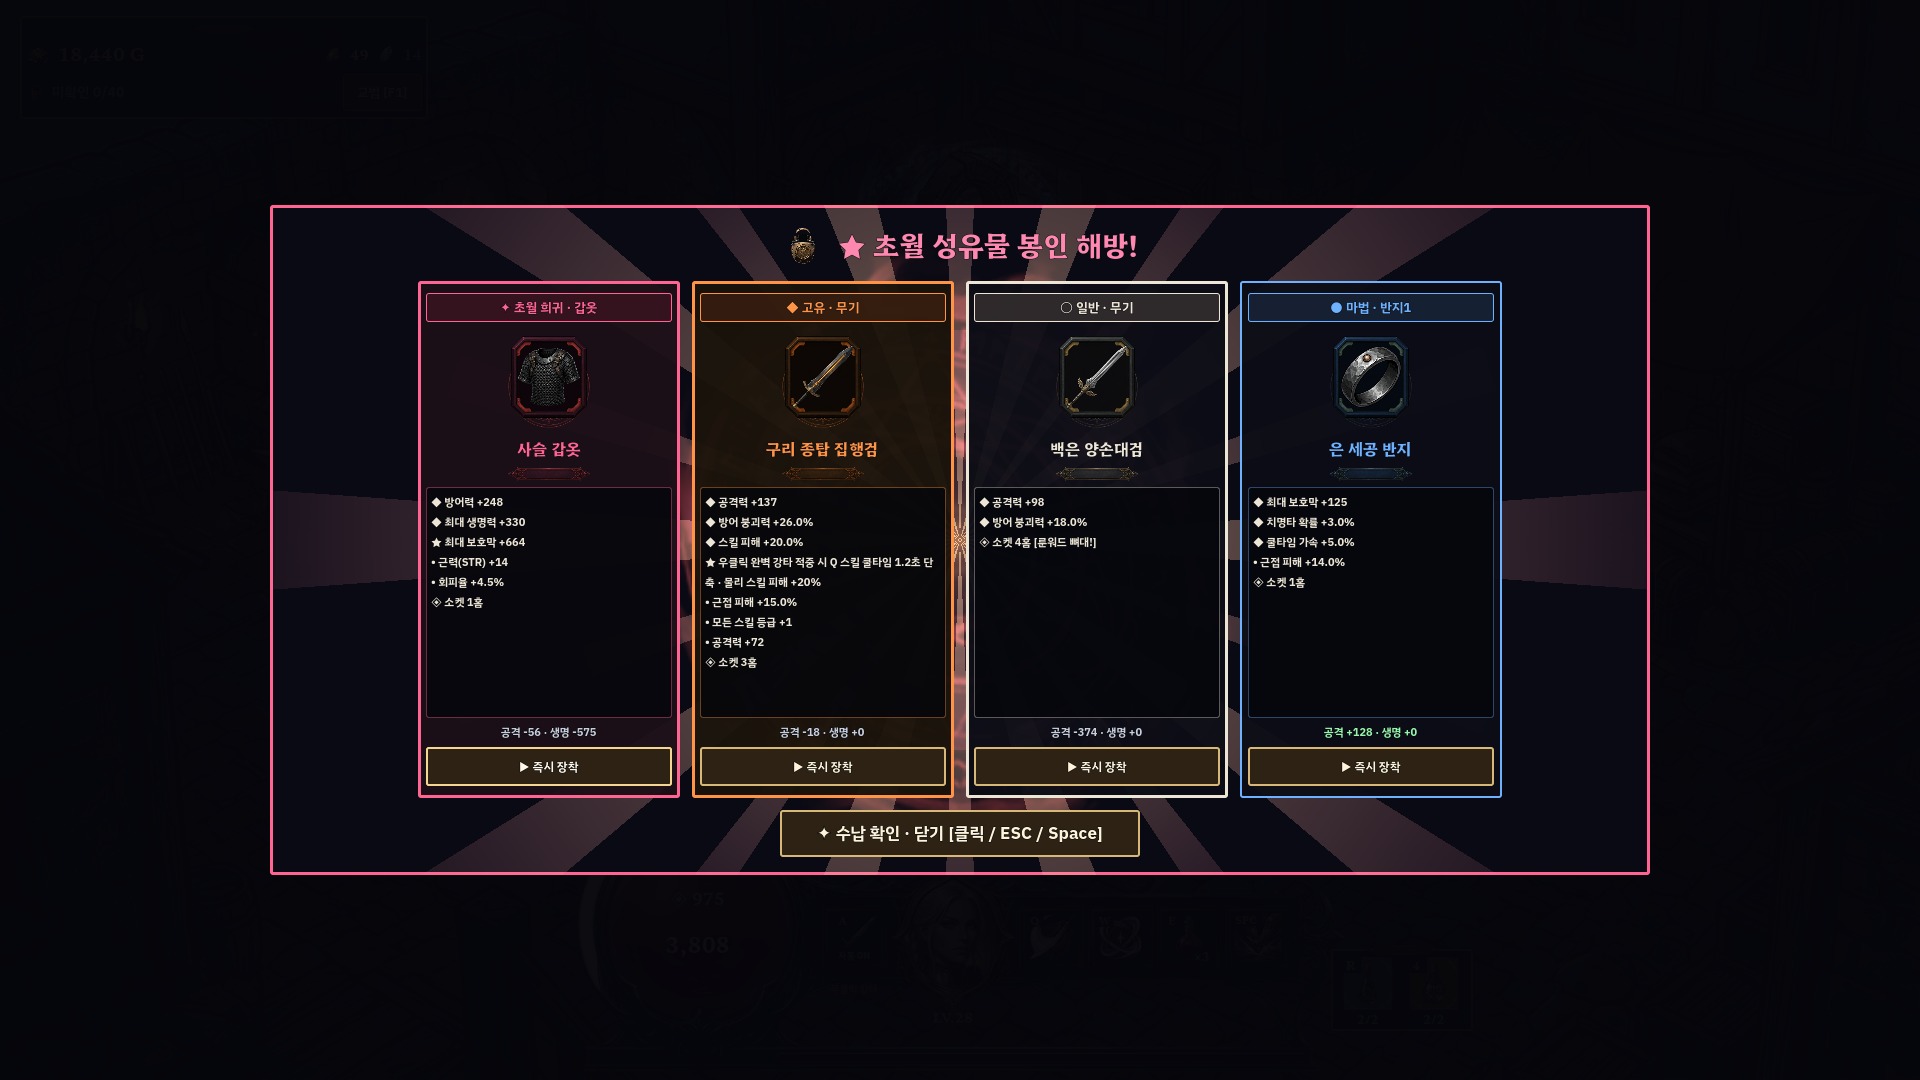 18,440 G
49
★ 초월 성유물 봉인 해방!
✦ 초월 희귀 · 갑옷
사슬 갑옷
◆ 방어력 +248
◆ 최대 생명력 +330
★ 최대 보호막 +664
• 근력(STR) +14
• 회피율 +4.5%
◈ 소켓 1홈
공격 -56 · 생명 -575
▶ 즉시 장착
◆ 고유 · 무기
구리 종탑 집행검
◆ 공격력 +137
◆ 방어 붕괴력 +26.0%
◆ 스킬 피해 +20.0%
★ 우클릭 완벽 강타 적중 시 Q 스킬 쿨타임 1.2초 단
축 · 물리 스킬 피해 +20%
• 근접 피해 +15.0%
• 모든 스킬 등급 +1
• 공격력 +72
◈ 소켓 3홈
공격 -18 · 생명 +0
▶ 즉시 장착
○ 일반 · 무기
백은 양손대검
◆ 공격력 +98
◆ 방어 붕괴력 +18.0%
◈ 소켓 4홈 [룬워드 뼈대!]
공격 -374 · 생명 +0
▶ 즉시 장착
● 마법 · 반지1
은 세공 반지
◆ 최대 보호막 +125
◆ 치명타 확률 +3.0%
◆ 쿨타임 가속 +5.0%
• 근접 피해 +14.0%
◈ 소켓 1홈
공격 +128 · 생명 +0
▶ 즉시 장착
✦ 수납 확인 · 닫기 [클릭 / ESC / Space]
975
3,808